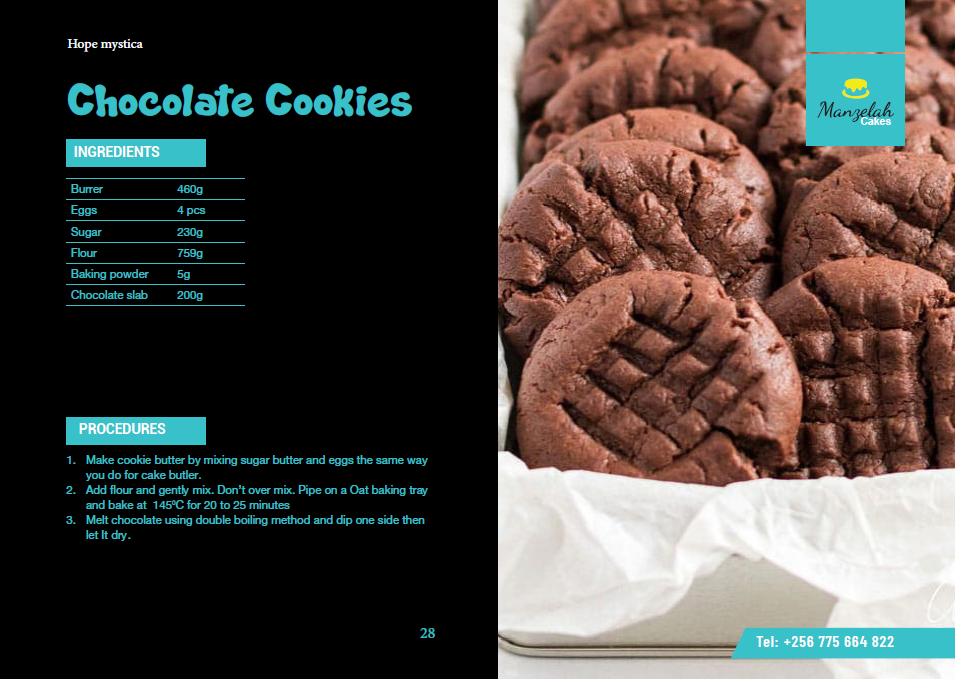 Hope mystica
Chocolate Cookies
INGREDIENTS
Burrer 460g
Eggs 4 pcs
Sugar 230g
Flour 759g
Baking powder 5g
Chocolate slab 200g
PROCEDURES
1. Make cookie butter by mixing sugar butter and eggs the same way
you do for cake butler.
2. Add flour and gently mix. Don't over mix. Pipe on a Oat baking tray
and bake at 145ºC for 20 to 25 minutes
3. Melt chocolate using double boiling method and dip one side then
let It dry.
28
Manzelah
Cakes
Tel: +256 775 664 822